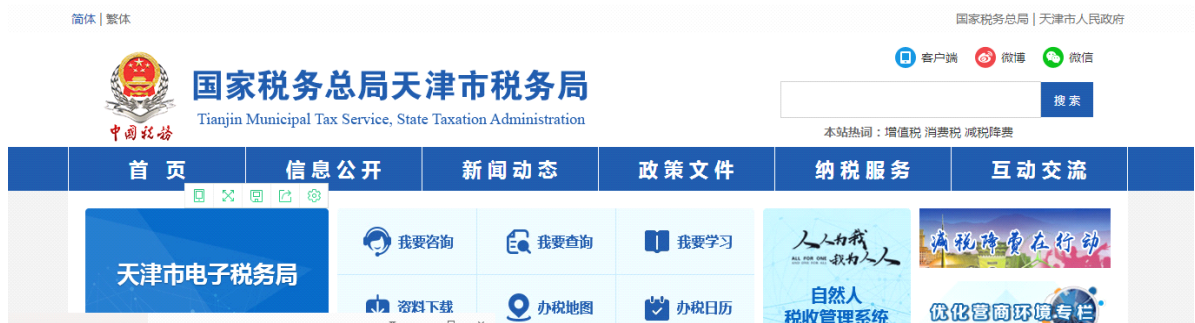 简体 | 繁体
国家税务总局 | 天津市人民政府
客户端 微博 微信
国家税务总局天津市税务局
Tianjin Municipal Tax Service, State Taxation Administration
中国税务
搜 索
本站热词：增值税 消费税 减税降费
首 页 信息公开 新闻动态 政策文件 纳税服务 互动交流
天津市电子税务局
我要咨询 我要查询 我要学习
资料下载 办税地图 办税日历
人人为我
ALL FOR ONE
我为人人
自然人
税收管理系统
减税降费在行动
优化营商环境专栏